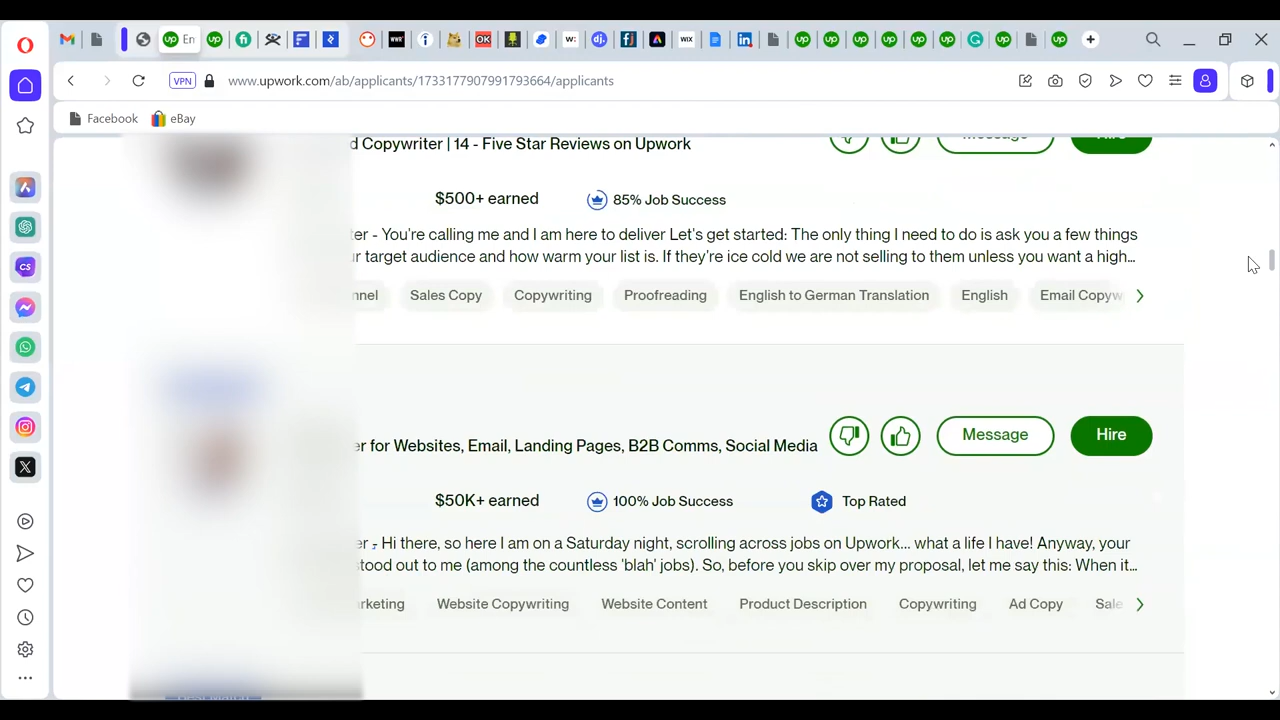 En
OK
WIX
VPN
www.upwork.com/ab/applicants/1733177907991793664/applicants
Facebook eBay
d Copywriter | 14 - Five Star Reviews on Upwork
Message
Hire
$500+ earned
85% Job Success
ter - You're calling me and I am here to deliver Let's get started: The only thing I need to do is ask you a few things
ur target audience and how warm your list is. If they're ice cold we are not selling to them unless you want a high...
nnel
Sales Copy
Copywriting
Proofreading
English to German Translation
English
Email Copyw
er for Websites, Email, Landing Pages, B2B Comms, Social Media
Message
Hire
$50K+ earned
100% Job Success
Top Rated
er - Hi there, so here I am on a Saturday night, scrolling across jobs on Upwork... what a life I have! Anyway, your
stood out to me (among the countless 'blah' jobs). So, before you skip over my proposal, let me say this: When it...
rketing
Website Copywriting
Website Content
Product Description
Copywriting
Ad Copy
Sale